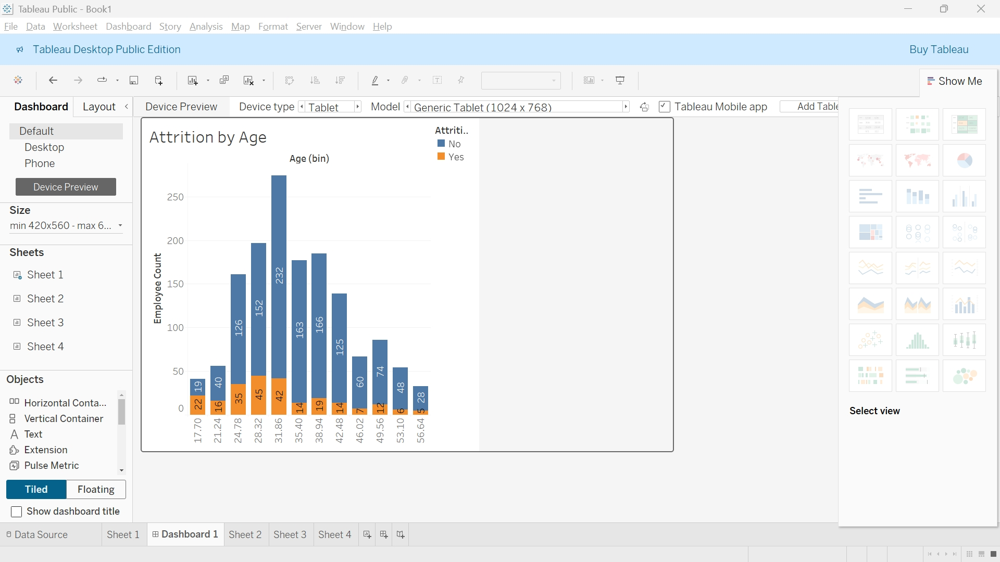 Tableau Public - Book1
File Data Worksheet Dashboard Story Analysis Map Format Server Window Help
Tableau Desktop Public Edition
Buy Tableau
Show Me
Dashboard Layout
Device Preview Device type Tablet Model Generic Tablet (1024 x 768) Tableau Mobile app Add Table
Default
Desktop
Phone
Device Preview
Size
min 420x560 - max 6...
Sheets
Sheet 1
Sheet 2
Sheet 3
Sheet 4
Objects
Horizontal Conta...
Vertical Container
Text
Extension
Pulse Metric
Tiled Floating
Show dashboard title
Attrition by Age
Age (bin)
Attriti..
No
Yes
Employee Count
250
200
150
100
50
0
19 40 126 152 232 163 166 125 60 74 48 28
22 16 35 45 42 14 19 14 7 12 6 5
17.70 21.24 24.78 28.32 31.86 35.40 38.94 42.48 46.02 49.56 53.10 56.64
Select view
Data Source Sheet 1 Dashboard 1 Sheet 2 Sheet 3 Sheet 4